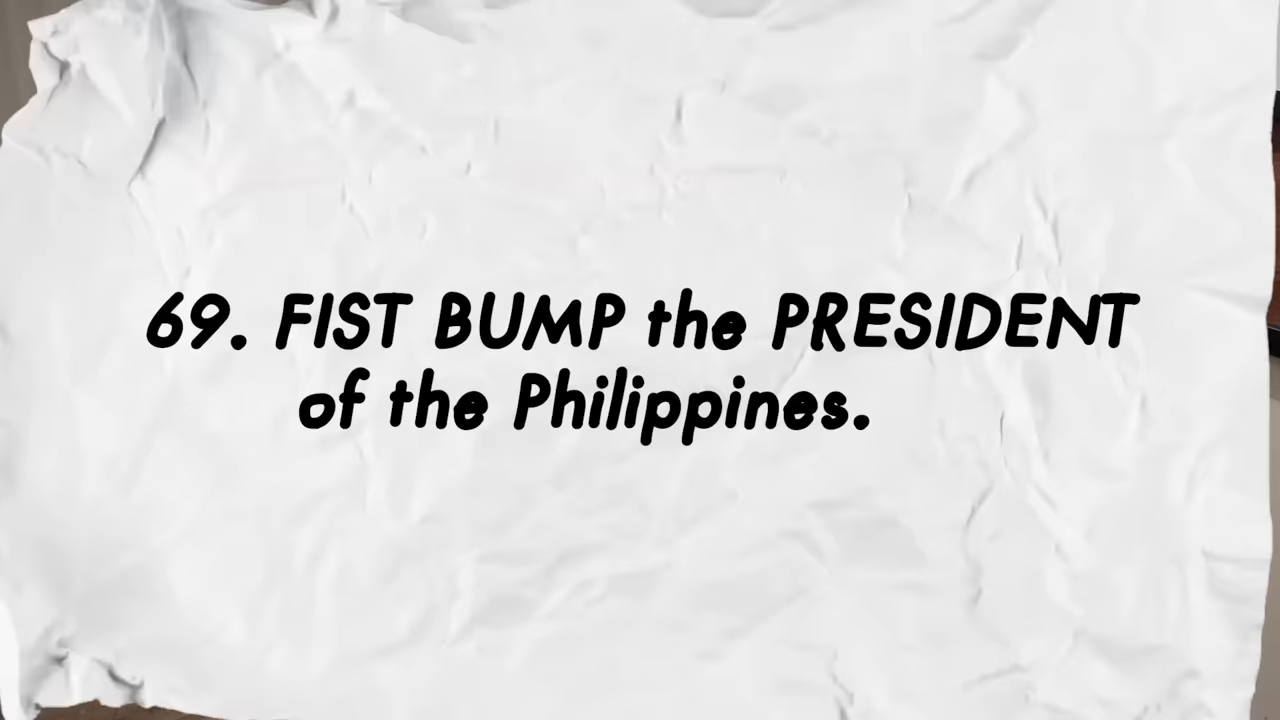 69. FIST BUMP the PRESIDENT
of the Philippines.